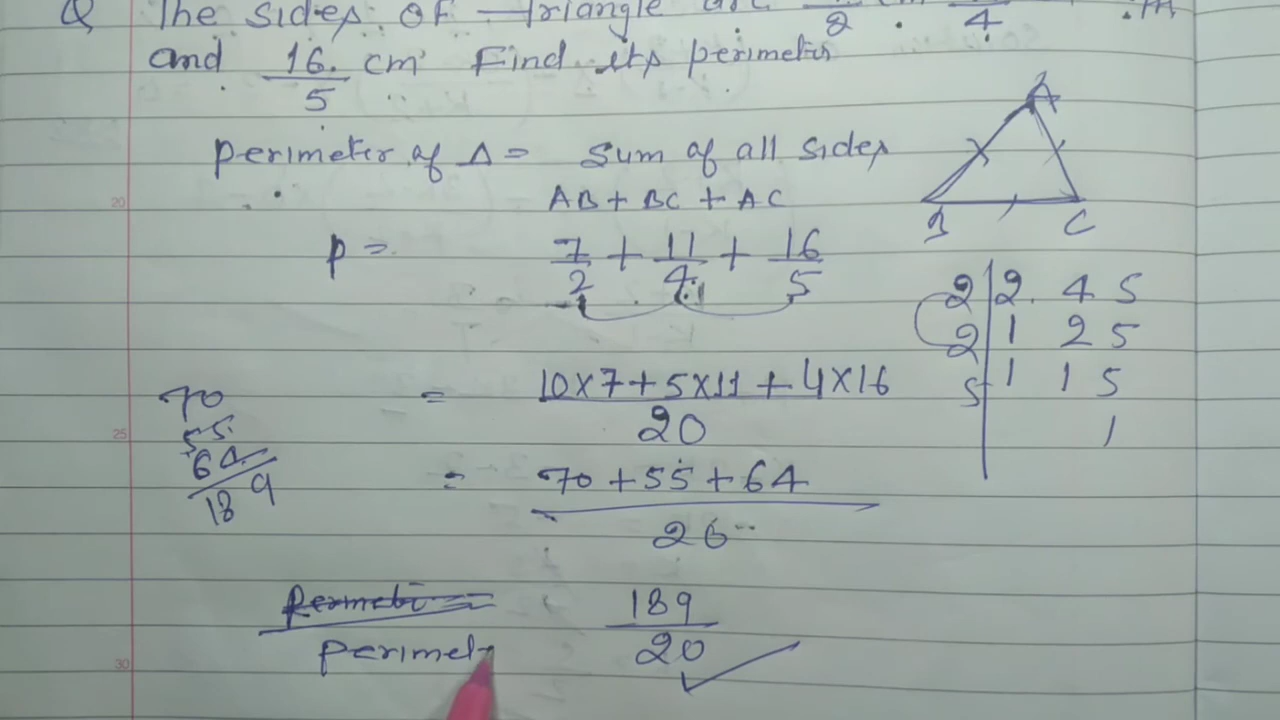 Q The sides of triangle
2 4
and 16/5 cm Find its perimeter
A
perimeter of Δ = Sum of all sides
AB + BC + AC
B C
P = 7/2 + 11/4 + 16/5
2 | 2 4 5
2 | 1 2 5
5 | 1 1 5
1
= 10×7+5×11+4×16
20
70
55
64
189
= 70+55+64
20
189
20
perimet
25
30